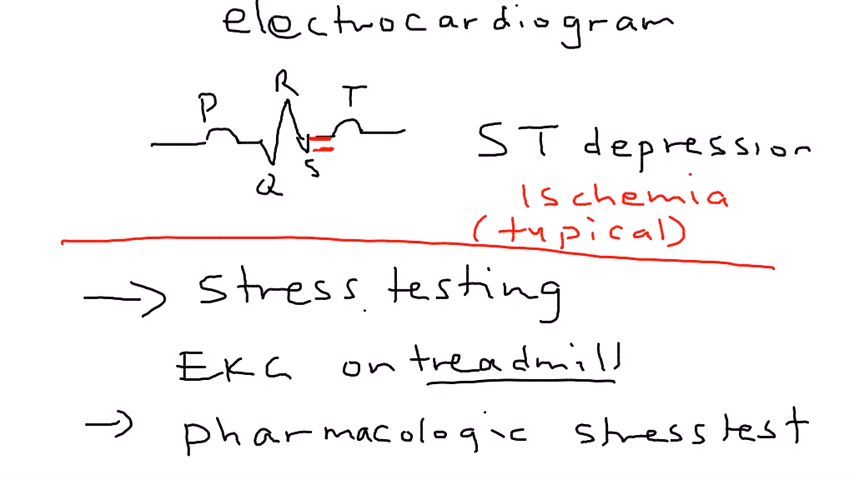 electrocardiogram
R
P
T
S
Q
ST depression
Ischemia
(typical)
→ Stress testing
EKG on treadmill
→ pharmacologic stress test